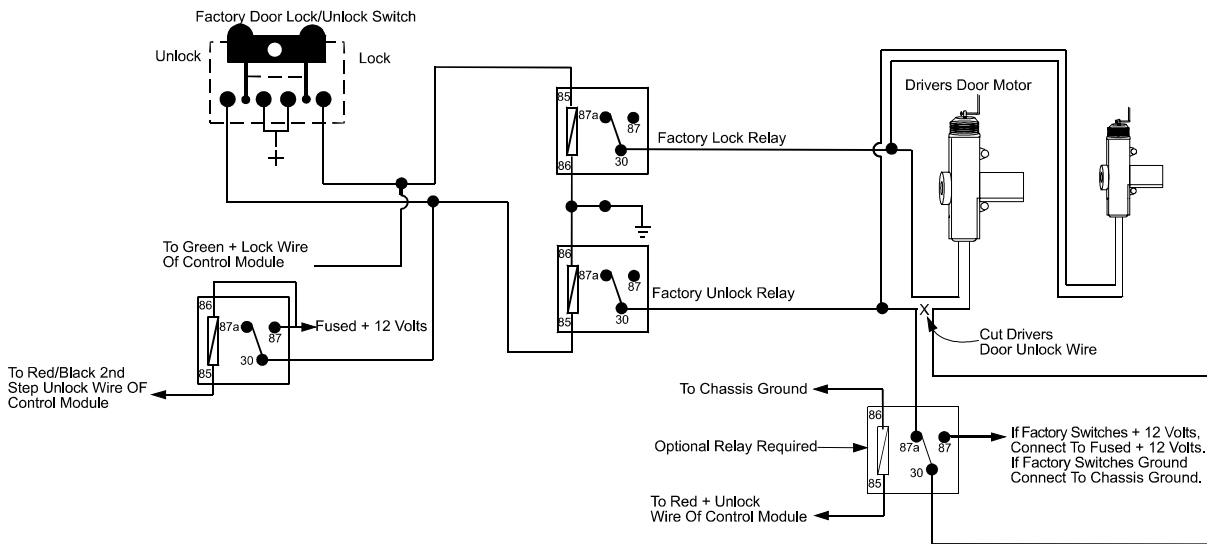 Factory Door Lock/Unlock Switch
Unlock
Lock
85
87a
87
30
86
Factory Lock Relay
Drivers Door Motor
To Green + Lock Wire
Of Control Module
86
87a
87
30
85
Factory Unlock Relay
86
87a
87
30
85
Fused + 12 Volts
To Red/Black 2nd
Step Unlock Wire OF
Control Module
X
Cut Drivers
Door Unlock Wire
To Chassis Ground
86
Optional Relay Required
87a
87
30
85
If Factory Switches + 12 Volts,
Connect To Fused + 12 Volts.
If Factory Switches Ground
Connect To Chassis Ground.
To Red + Unlock
Wire Of Control Module